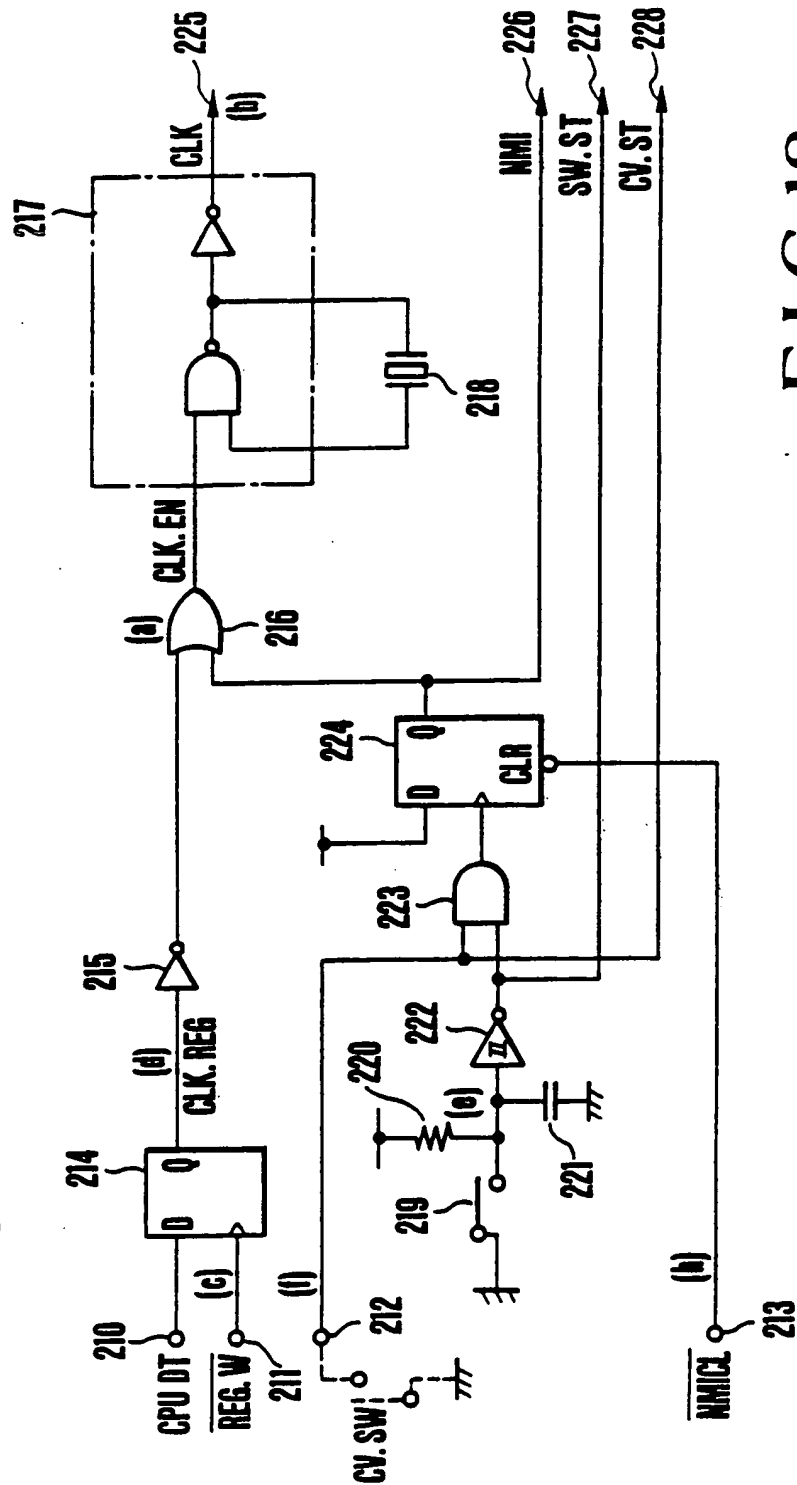 217
CLK
225
(b)
218
CLK. EN
(a)
216
NMI
226
SW. ST
227
CV. ST
228
215
(d)
CLK. REG
214
D
Q
210
CPU DT
(c)
REG. W
211
224
D
Q
CLR
223
222
220
(e)
221
219
(f)
212
CV. SW
(h)
NMICL
213